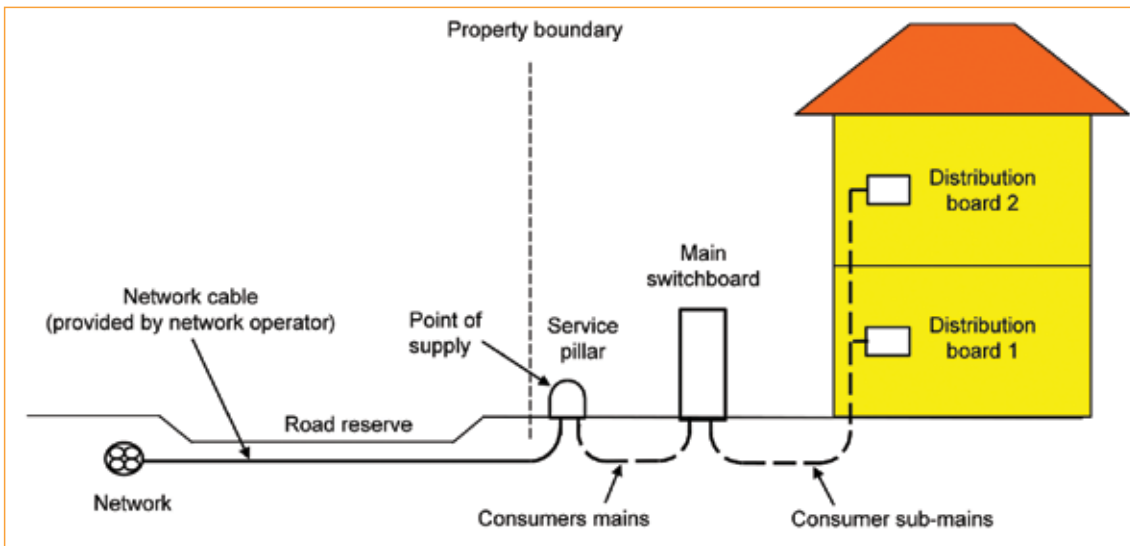 Property boundary
Distribution
board 2
Main
switchboard
Network cable
(provided by network operator)
Point of
supply
Service
pillar
Distribution
board 1
Road reserve
Network
Consumers mains
Consumer sub-mains